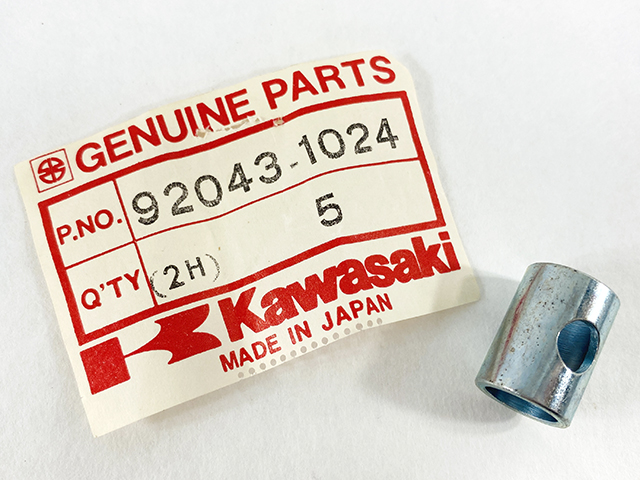 GENUINE PARTS
P.NO. 92043-1024
Q'TY (2H) 5
Kawasaki
MADE IN JAPAN